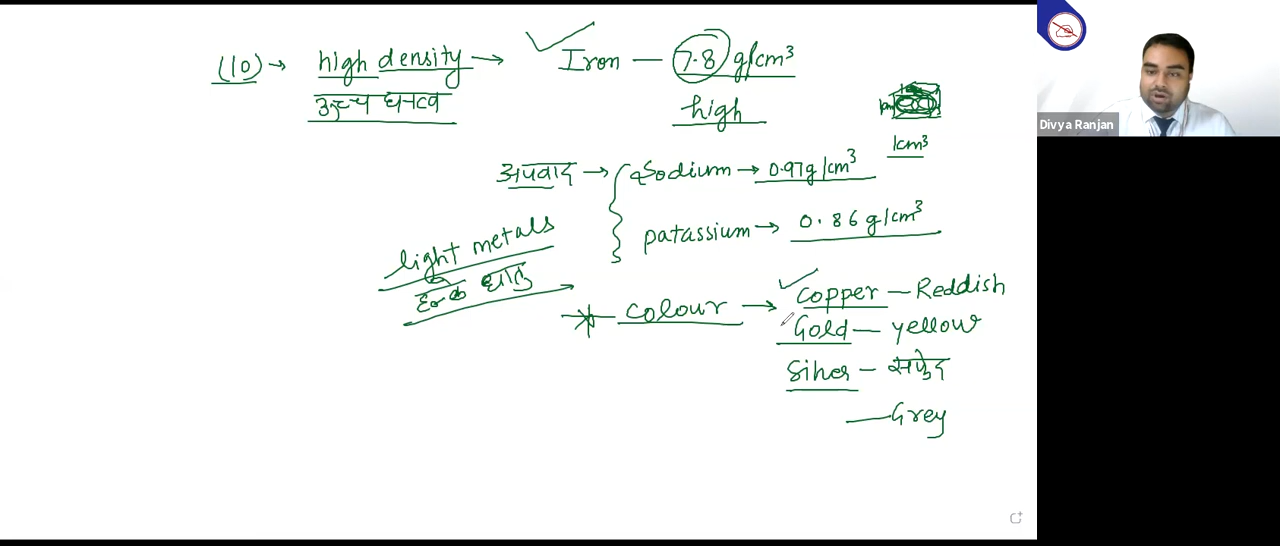 (10) → high density → Iron — 7.8 g/cm³
उच्च घनत्व
high
1cm³
अपवाद → { Sodium → 0.97g/cm³
patassium → 0.86 g/cm³
light metals
हल्के धातु
* colour → Copper — Reddish
Gold — yellow
Silver — सफेद
— Grey
Divya Ranjan